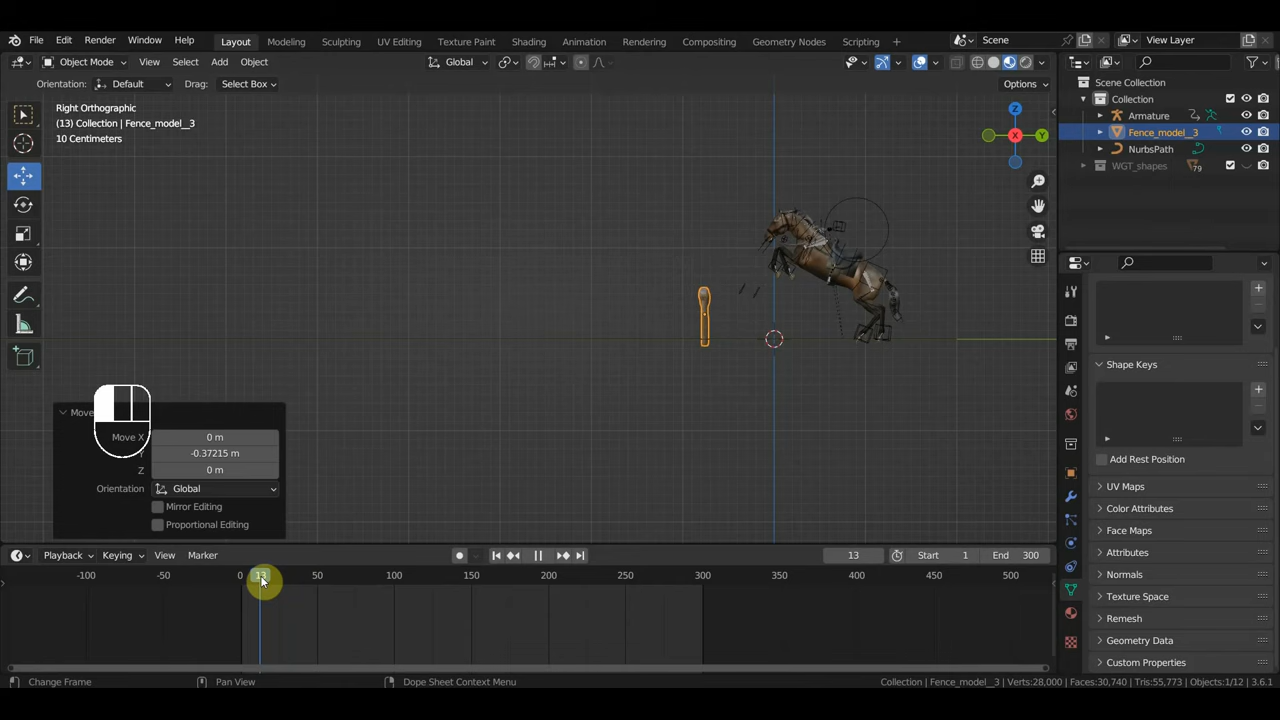 File Edit Render Window Help Layout Modeling Sculpting UV Editing Texture Paint Shading Animation Rendering Compositing Geometry Nodes Scripting + Scene View Layer
Object Mode View Select Add Object Global
Orientation: Default Drag: Select Box Options
Right Orthographic
(13) Collection | Fence_model__3
10 Centimeters
Z
X
Y
Scene Collection
Collection
Armature
Fence_model__3
NurbsPath
WGT_shapes 79
Shape Keys
Add Rest Position
UV Maps
Color Attributes
Face Maps
Attributes
Normals
Texture Space
Remesh
Geometry Data
Custom Properties
Move
Move X 0 m
Y -0.37215 m
Z 0 m
Orientation Global
Mirror Editing
Proportional Editing
Playback Keying View Marker 13 Start 1 End 300
-100 -50 0 13 50 100 150 200 250 300 350 400 450 500
Change Frame Pan View Dope Sheet Context Menu Collection | Fence_model__3 | Verts:28,000 | Faces:30,740 | Tris:55,773 | Objects:1/12 | 3.6.1